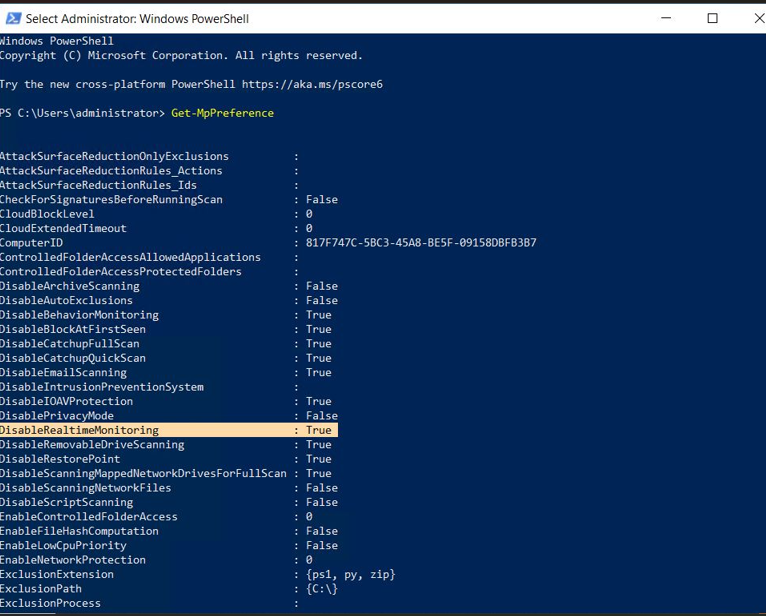 Select Administrator: Windows PowerShell
Windows PowerShell
Copyright (C) Microsoft Corporation. All rights reserved.
Try the new cross-platform PowerShell https://aka.ms/pscore6
PS C:\Users\administrator> Get-MpPreference
AttackSurfaceReductionOnlyExclusions :
AttackSurfaceReductionRules_Actions :
AttackSurfaceReductionRules_Ids :
CheckForSignaturesBeforeRunningScan : False
CloudBlockLevel : 0
CloudExtendedTimeout : 0
ComputerID : 817F747C-5BC3-45A8-BE5F-09158DBFB3B7
ControlledFolderAccessAllowedApplications :
ControlledFolderAccessProtectedFolders :
DisableArchiveScanning : False
DisableAutoExclusions : False
DisableBehaviorMonitoring : True
DisableBlockAtFirstSeen : True
DisableCatchupFullScan : True
DisableCatchupQuickScan : True
DisableEmailScanning : True
DisableIntrusionPreventionSystem :
DisableIOAVProtection : True
DisablePrivacyMode : False
DisableRealtimeMonitoring : True
DisableRemovableDriveScanning : True
DisableRestorePoint : True
DisableScanningMappedNetworkDrivesForFullScan : True
DisableScanningNetworkFiles : False
DisableScriptScanning : False
EnableControlledFolderAccess : 0
EnableFileHashComputation : False
EnableLowCpuPriority : False
EnableNetworkProtection : 0
ExclusionExtension : {ps1, py, zip}
ExclusionPath : {C:\}
ExclusionProcess :